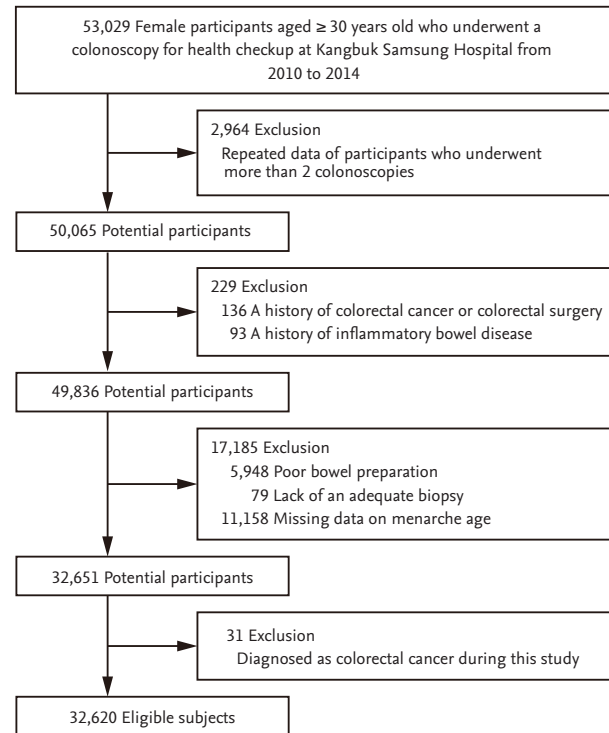 53,029 Female participants aged ≥ 30 years old who underwent a
colonoscopy for health checkup at Kangbuk Samsung Hospital from
2010 to 2014
2,964 Exclusion
Repeated data of participants who underwent
more than 2 colonoscopies
50,065 Potential participants
229 Exclusion
136 A history of colorectal cancer or colorectal surgery
93 A history of inflammatory bowel disease
49,836 Potential participants
17,185 Exclusion
5,948 Poor bowel preparation
79 Lack of an adequate biopsy
11,158 Missing data on menarche age
32,651 Potential participants
31 Exclusion
Diagnosed as colorectal cancer during this study
32,620 Eligible subjects